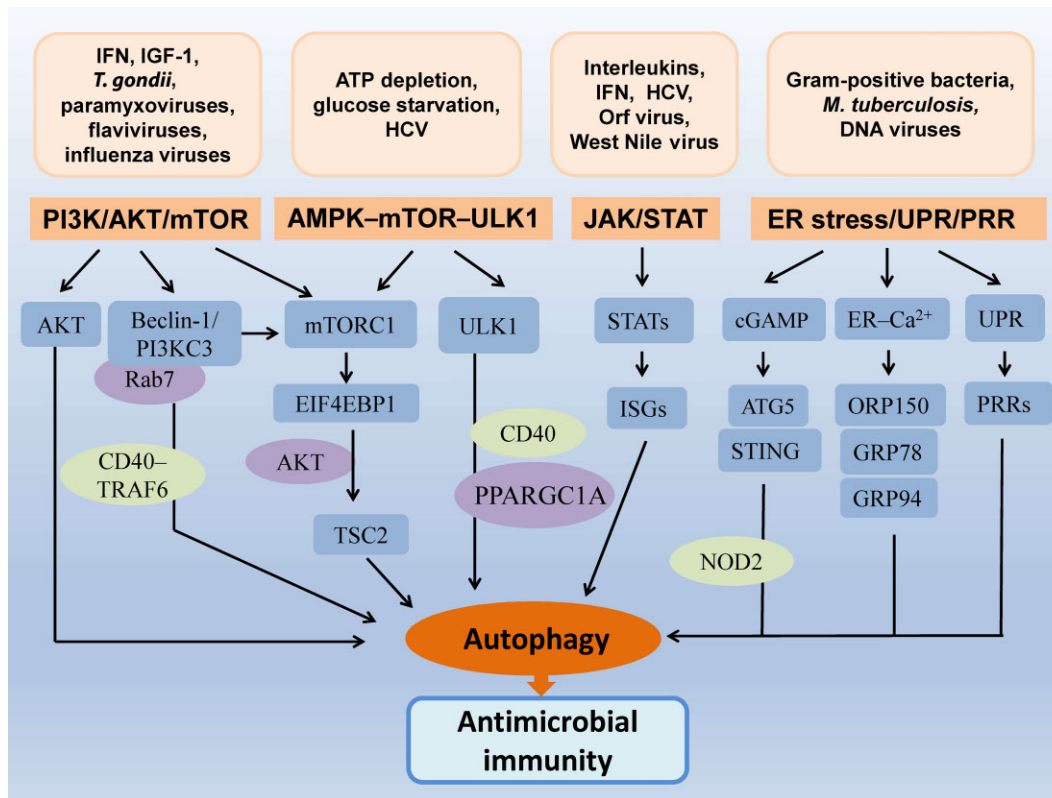 IFN, IGF-1,
T. gondii,
paramyxoviruses,
flaviviruses,
influenza viruses
ATP depletion,
glucose starvation,
HCV
Interleukins,
IFN, HCV,
Orf virus,
West Nile virus
Gram-positive bacteria,
M. tuberculosis,
DNA viruses
PI3K/AKT/mTOR
AMPK–mTOR–ULK1
JAK/STAT
ER stress/UPR/PRR
AKT
Beclin-1/
PI3KC3
mTORC1
ULK1
STATs
cGAMP
ER–Ca²⁺
UPR
Rab7
EIF4EBP1
ISGs
ATG5
ORP150
PRRs
CD40
STING
GRP78
CD40–
TRAF6
AKT
PPARGC1A
GRP94
TSC2
NOD2
Autophagy
Antimicrobial
immunity